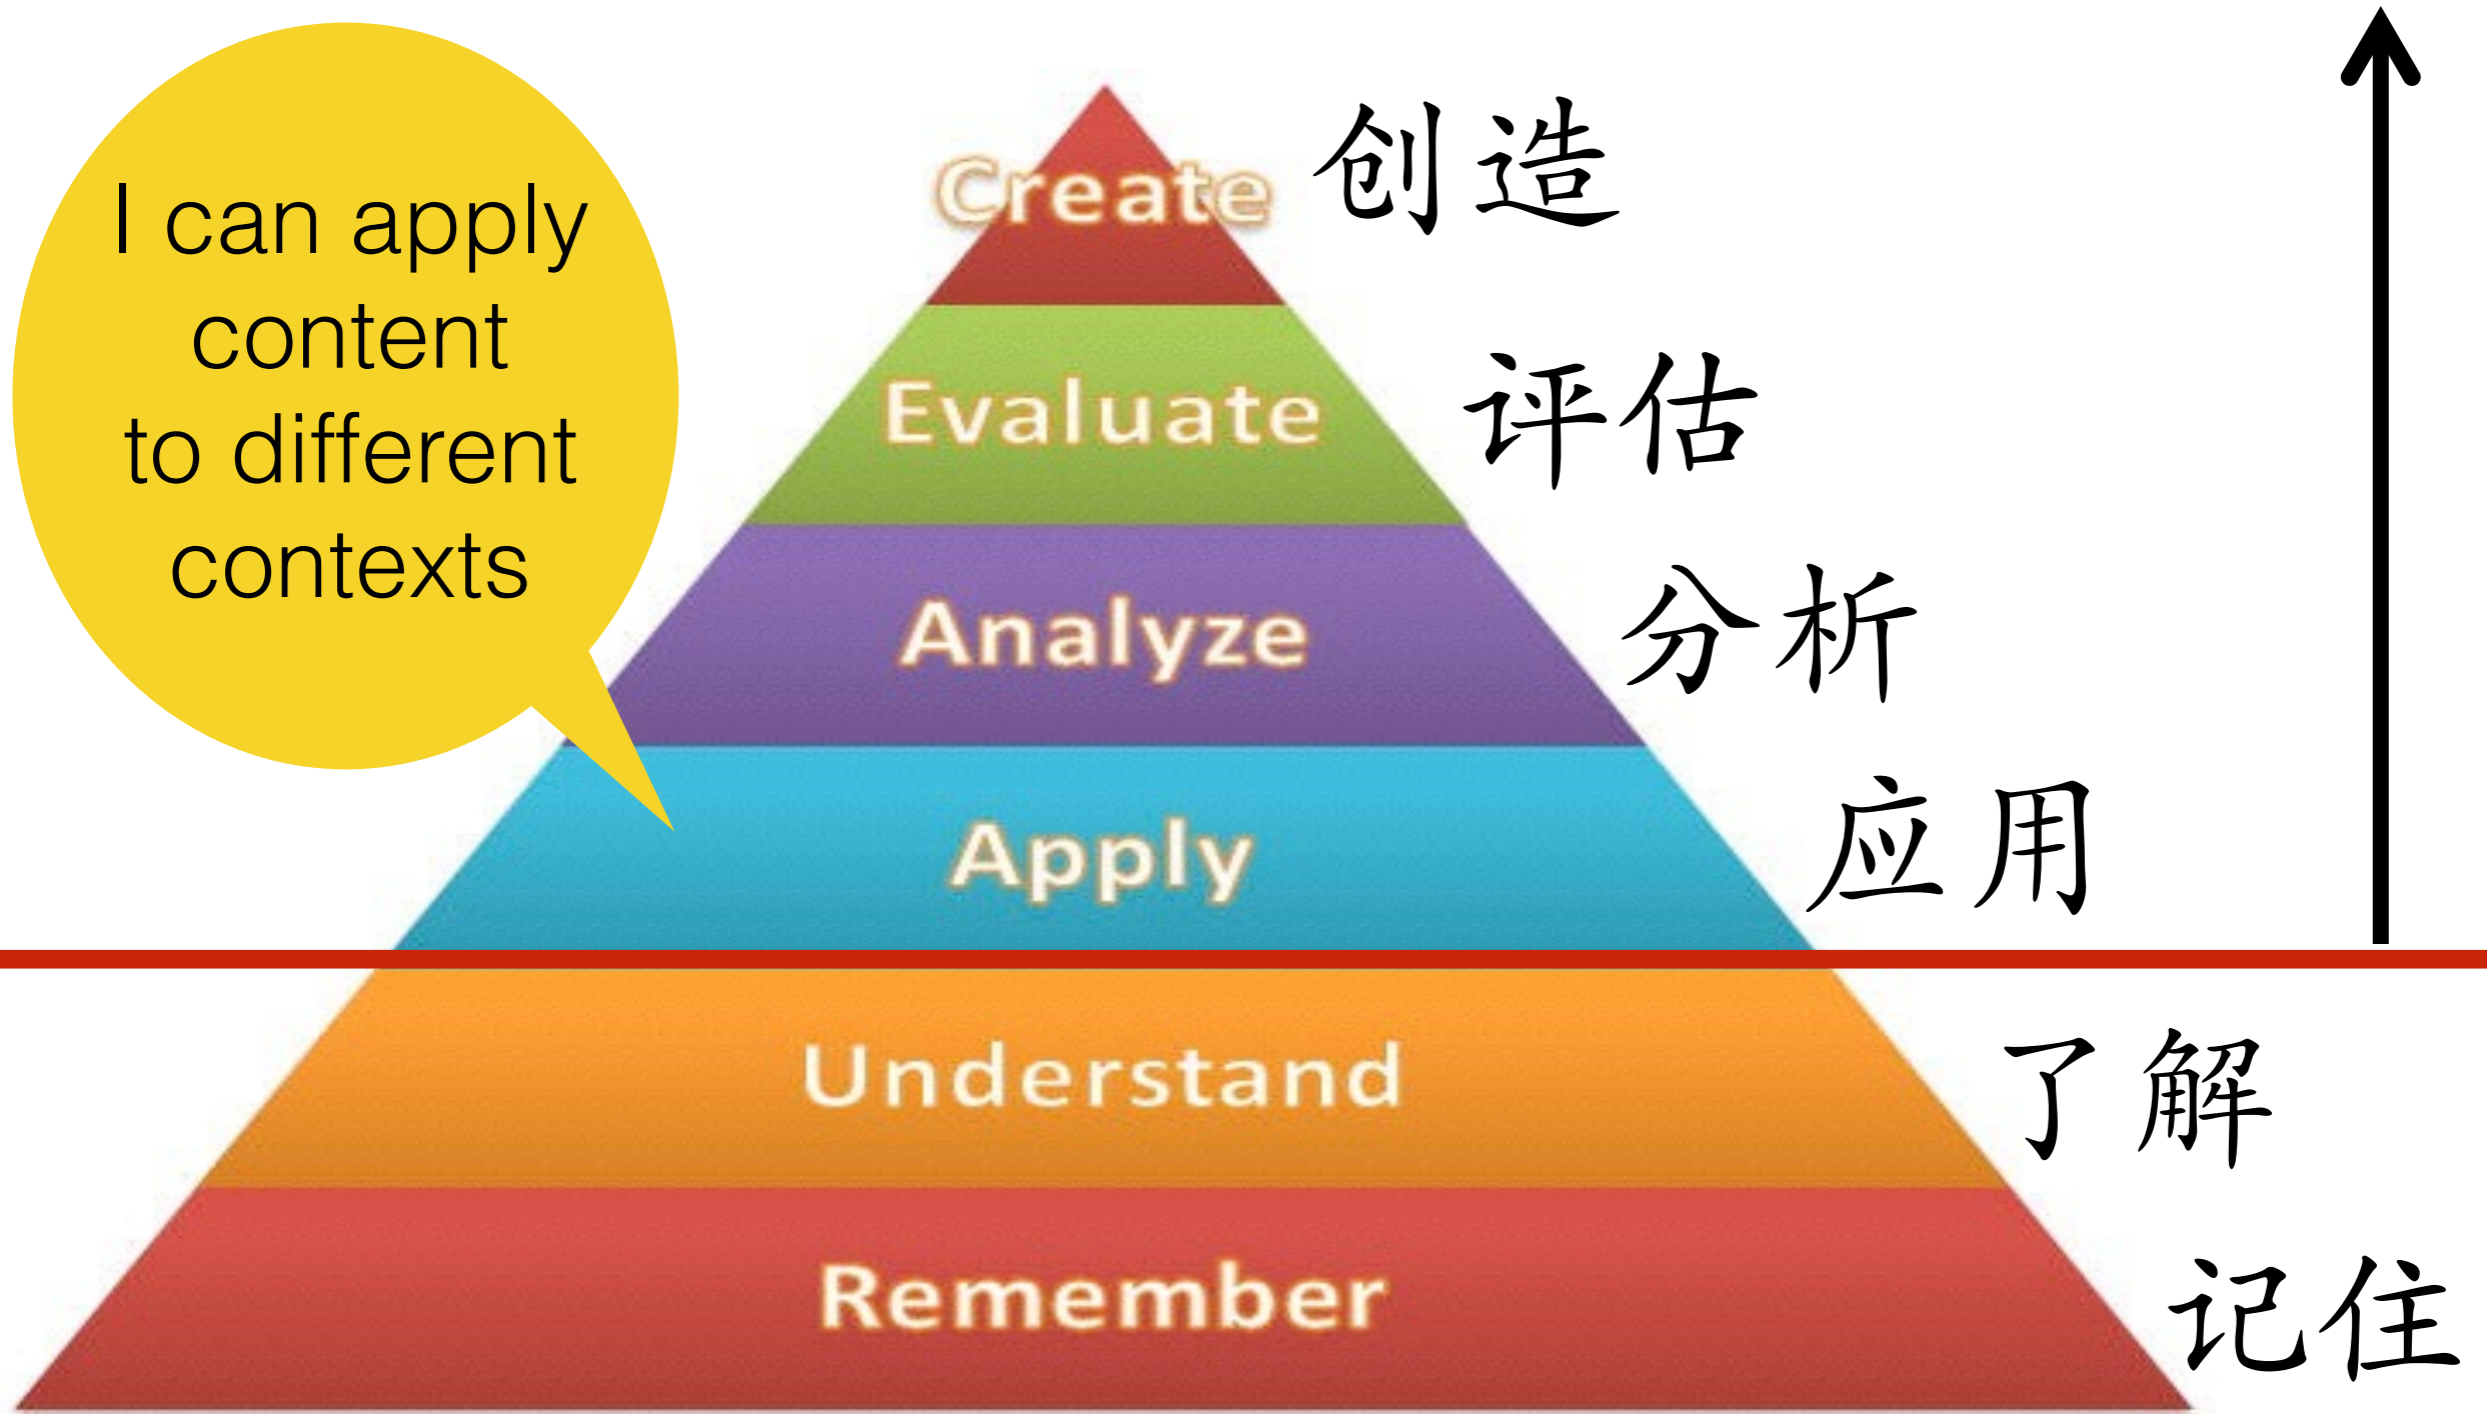 I can apply
content
to different
contexts
Create 创造
Evaluate 评估
Analyze 分析
Apply 应用
Understand 了解
Remember 记住